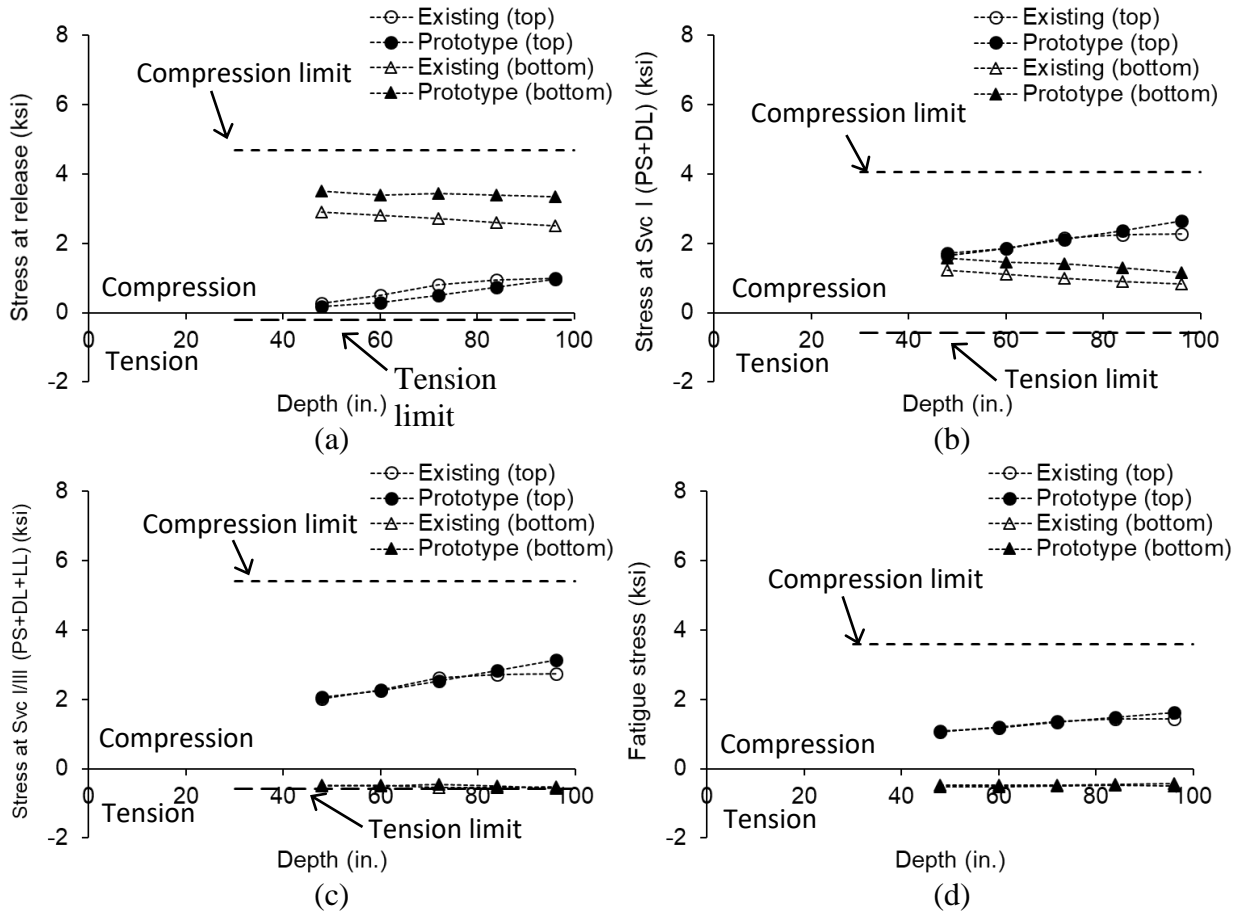 Existing (top)
Prototype (top)
Existing (bottom)
Prototype (bottom)
Compression limit
Stress at release (ksi)
8
6
4
2
0
-2
Compression
Tension
0 20 40 60 80 100
Tension
limit
Depth (in.)
(a)
Existing (top)
Prototype (top)
Existing (bottom)
Prototype (bottom)
Compression limit
Stress at Svc I (PS+DL) (ksi)
8
6
4
2
0
-2
Compression
Tension
0 20 40 60 80 100
Tension limit
Depth (in.)
(b)
Existing (top)
Prototype (top)
Existing (bottom)
Prototype (bottom)
Compression limit
Stress at Svc I/III (PS+DL+LL) (ksi)
8
6
4
2
0
-2
Compression
Tension
0 20 40 60 80 100
Tension limit
Depth (in.)
(c)
Existing (top)
Prototype (top)
Existing (bottom)
Prototype (bottom)
Compression limit
Fatigue stress (ksi)
8
6
4
2
0
-2
Compression
Tension
0 20 40 60 80 100
Depth (in.)
(d)